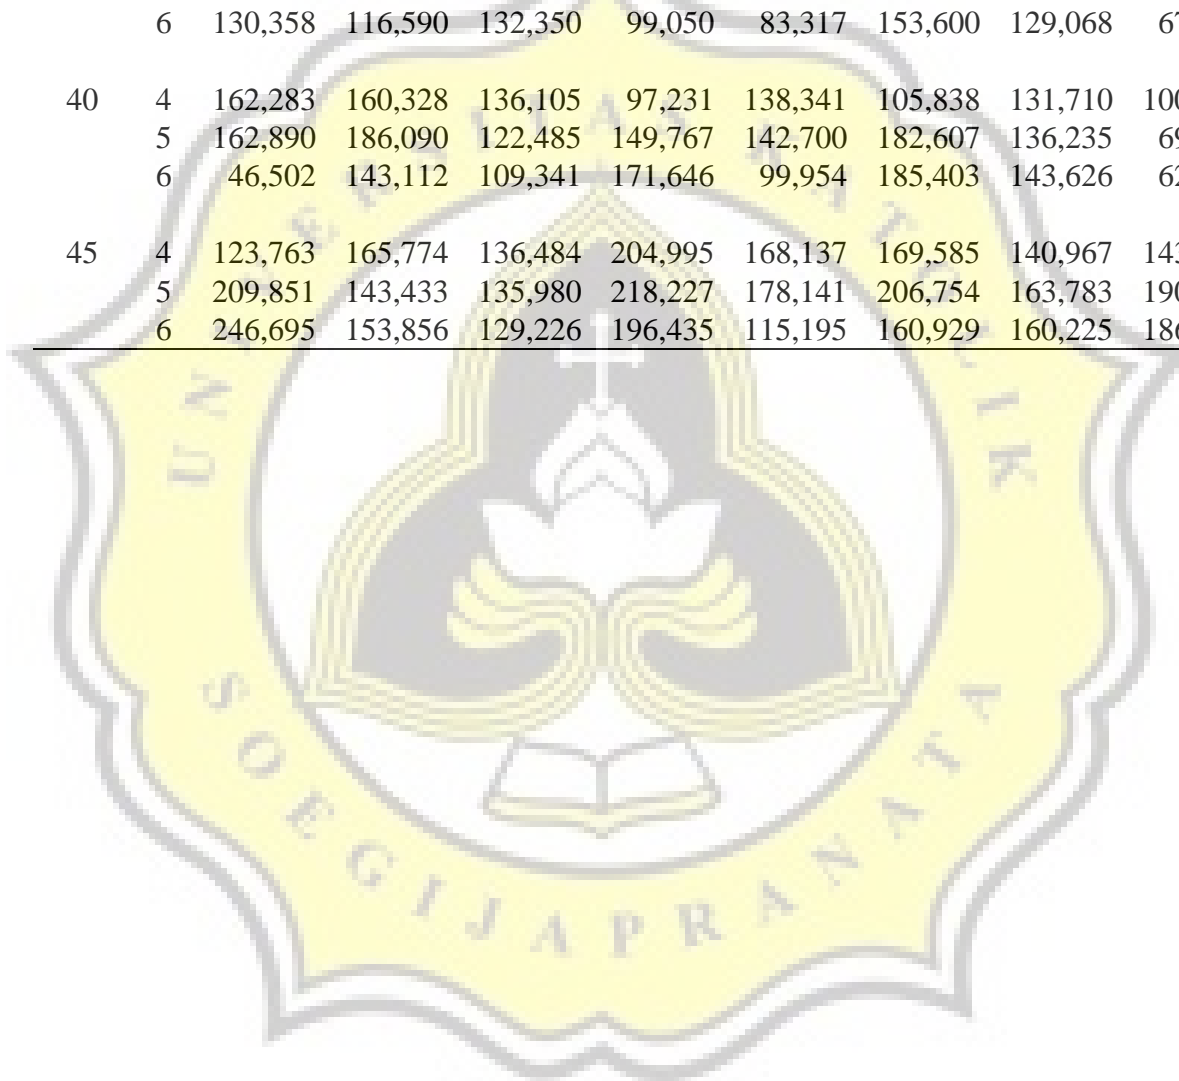 6 130,358 116,590 132,350 99,050 83,317 153,600 129,068
40 4 162,283 160,328 136,105 97,231 138,341 105,838 131,710
5 162,890 186,090 122,485 149,767 142,700 182,607 136,235
6 46,502 143,112 109,341 171,646 99,954 185,403 143,626
45 4 123,763 165,774 136,484 204,995 168,137 169,585 140,967
5 209,851 143,433 135,980 218,227 178,141 206,754 163,783
6 246,695 153,856 129,226 196,435 115,195 160,929 160,225
UNIVERSITAS KATOLIK
SOEGIJAPRANATA